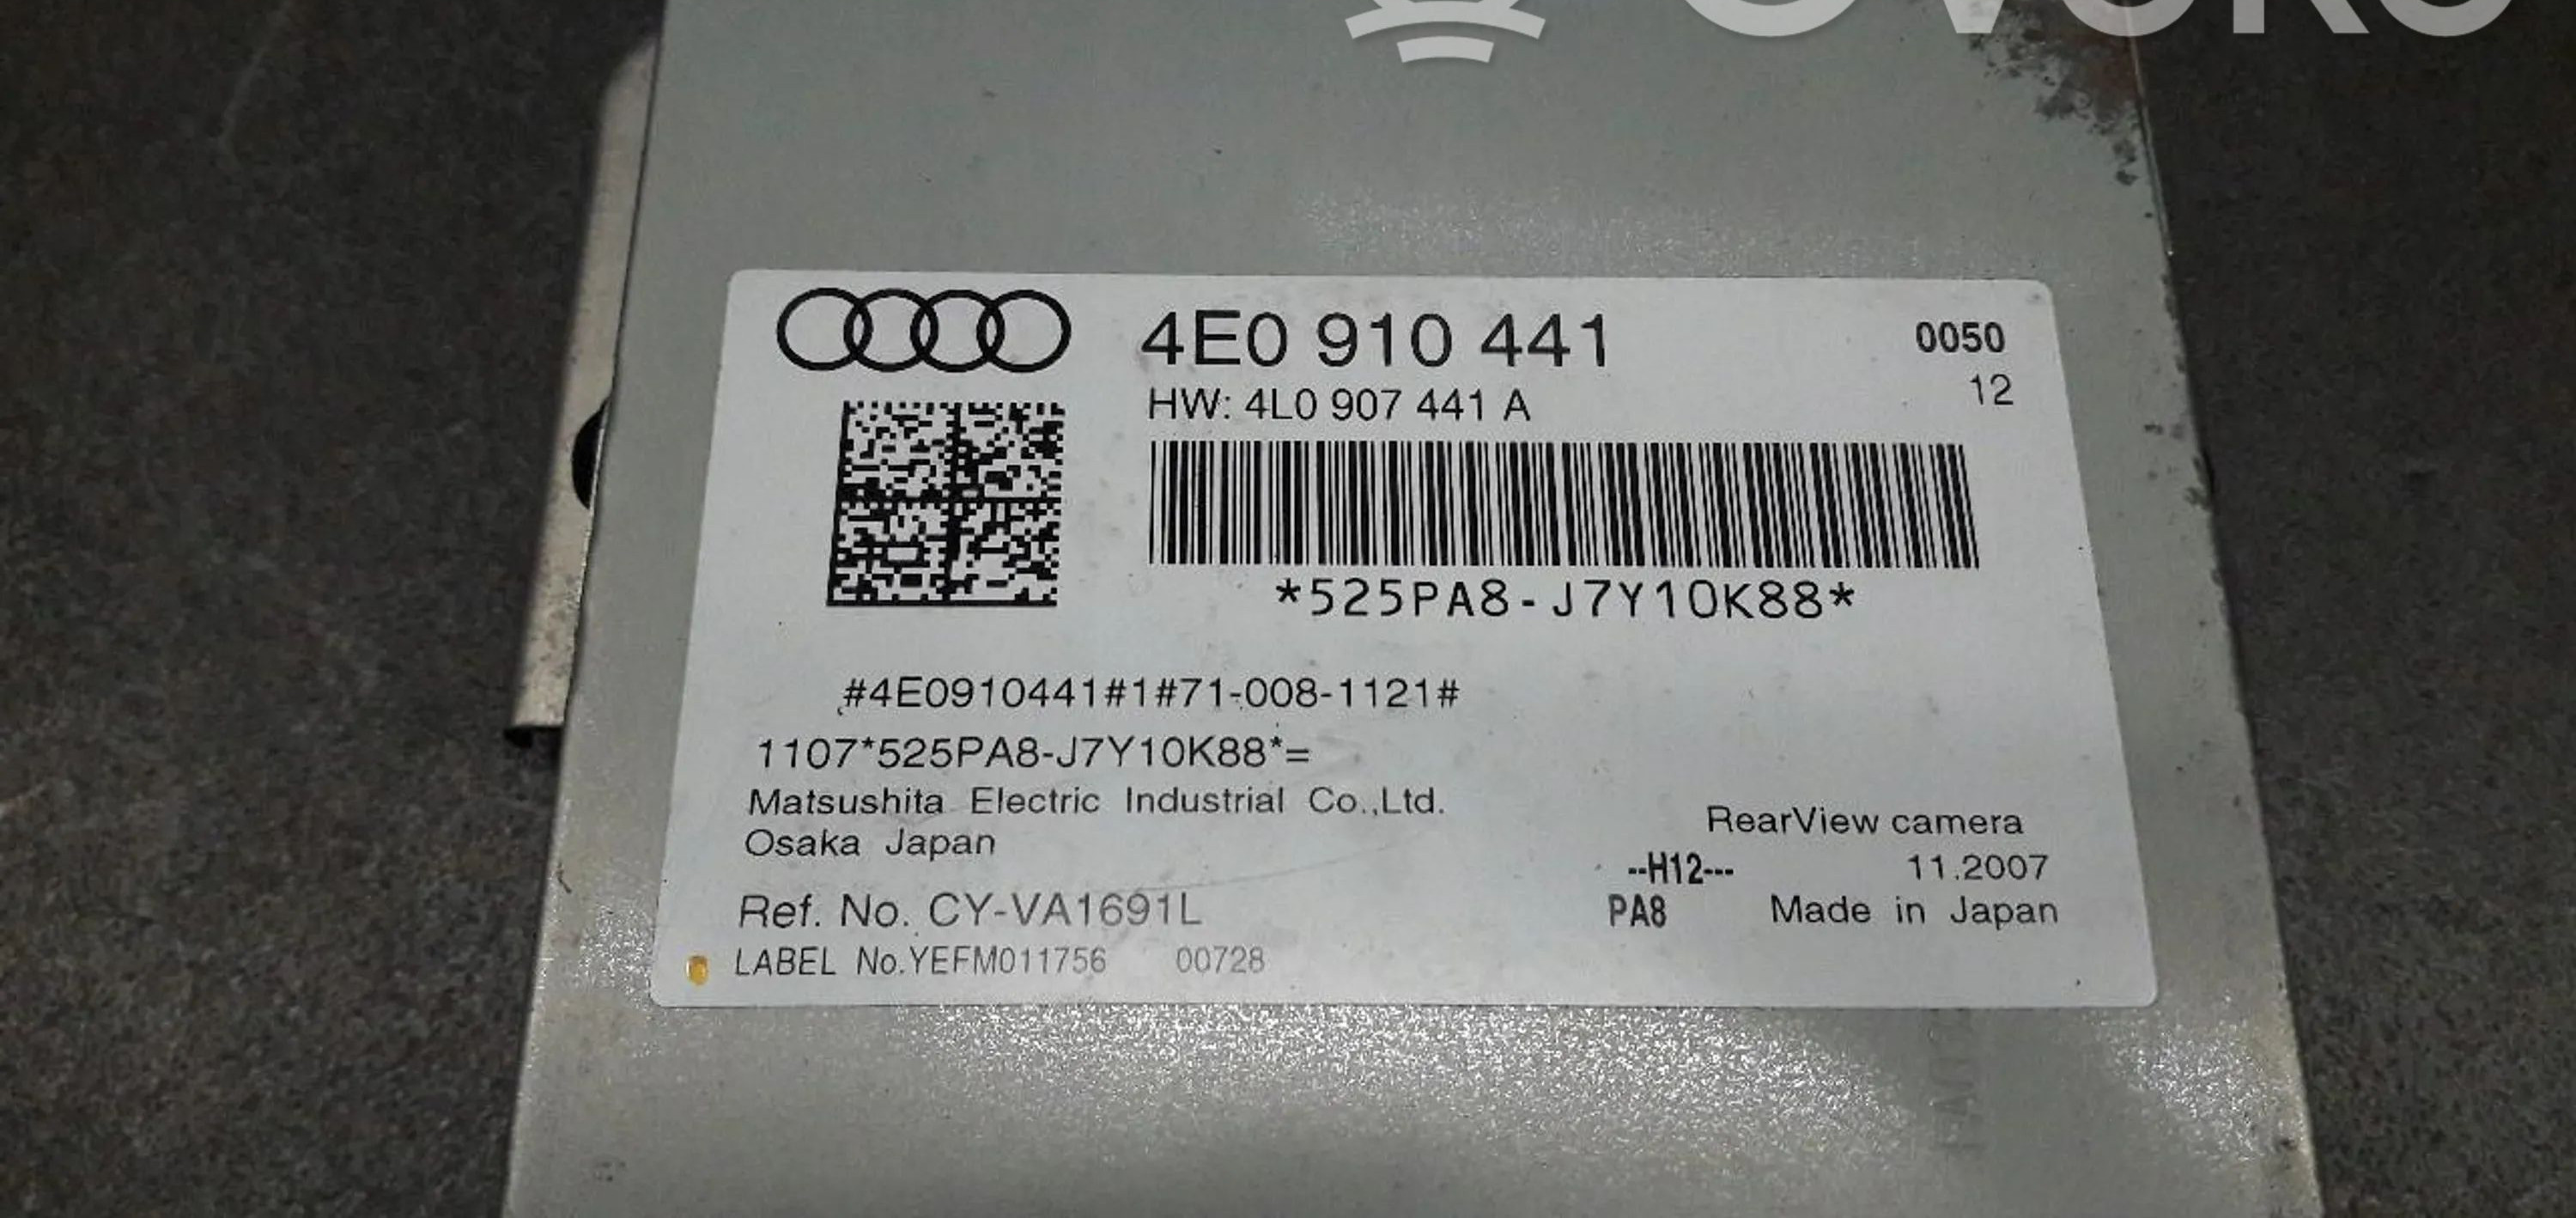 4E0 910 441
0050
HW: 4L0 907 441 A
12
*525PA8-J7Y10K88*
#4E0910441#1#71-008-1121#
1107*525PA8-J7Y10K88*=
Matsushita Electric Industrial Co.,Ltd.
Osaka Japan
RearView camera
--H12--- 11.2007
Ref. No. CY-VA1691L
PA8 Made in Japan
LABEL No.YEFM011756 00728